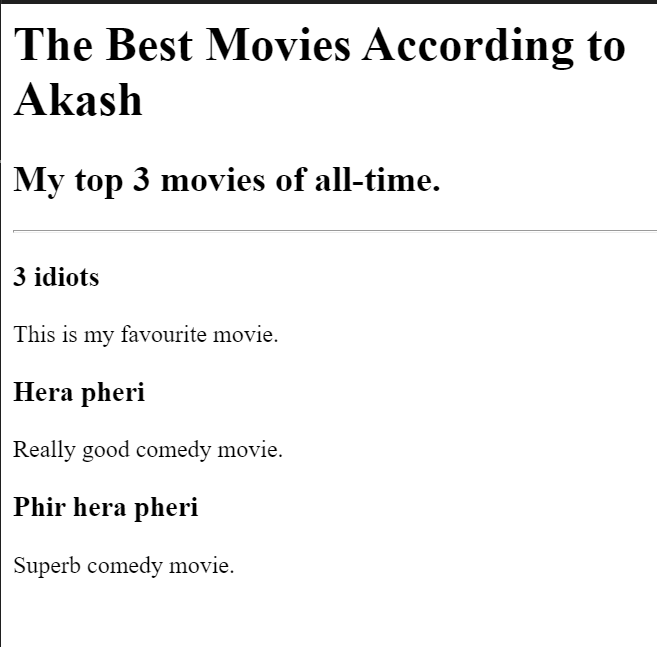 The Best Movies According to
Akash
My top 3 movies of all-time.
3 idiots
This is my favourite movie.
Hera pheri
Really good comedy movie.
Phir hera pheri
Superb comedy movie.